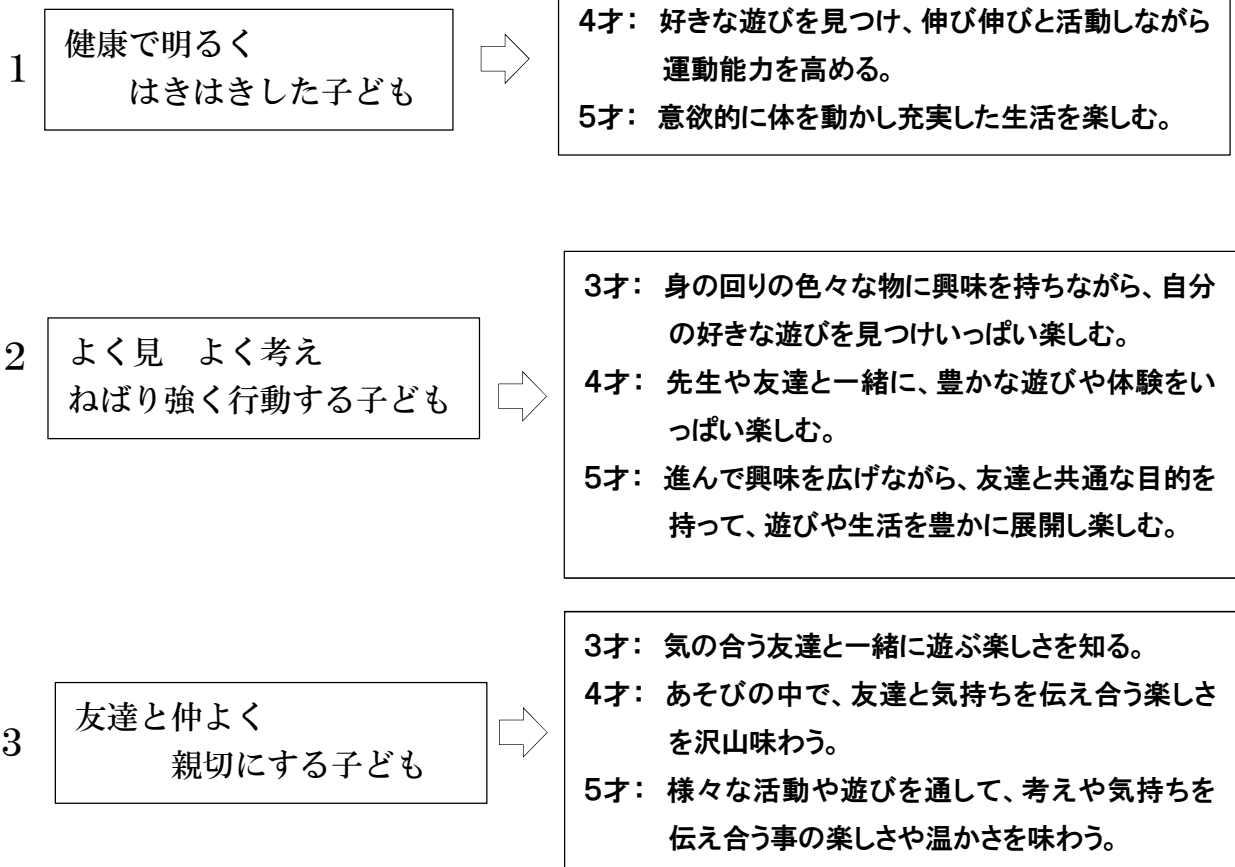 1
健康で明るく
はきはきした子ども
4才： 好きな遊びを見つけ、伸び伸びと活動しながら
運動能力を高める。
5才： 意欲的に体を動かし充実した生活を楽しむ。
2
よく見　よく考え
ねばり強く行動する子ども
3才： 身の回りの色々な物に興味を持ちながら、自分
の好きな遊びを見つけいっぱい楽しむ。
4才： 先生や友達と一緒に、豊かな遊びや体験をい
っぱい楽しむ。
5才： 進んで興味を広げながら、友達と共通な目的を
持って、遊びや生活を豊かに展開し楽しむ。
3
友達と仲よく
親切にする子ども
3才： 気の合う友達と一緒に遊ぶ楽しさを知る。
4才： あそびの中で、友達と気持ちを伝え合う楽しさ
を沢山味わう。
5才： 様々な活動や遊びを通して、考えや気持ちを
伝え合う事の楽しさや温かさを味わう。